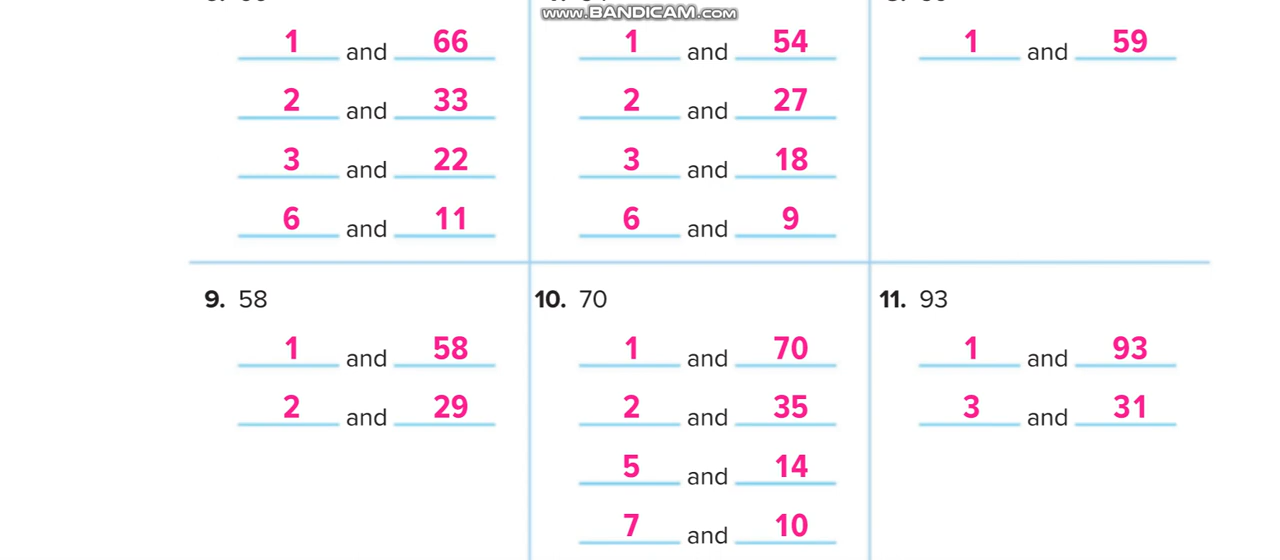 www.BANDICAM.com
1 and 66
2 and 33
3 and 22
6 and 11
1 and 54
2 and 27
3 and 18
6 and 9
1 and 59
9. 58
1 and 58
2 and 29
10. 70
1 and 70
2 and 35
5 and 14
7 and 10
11. 93
1 and 93
3 and 31